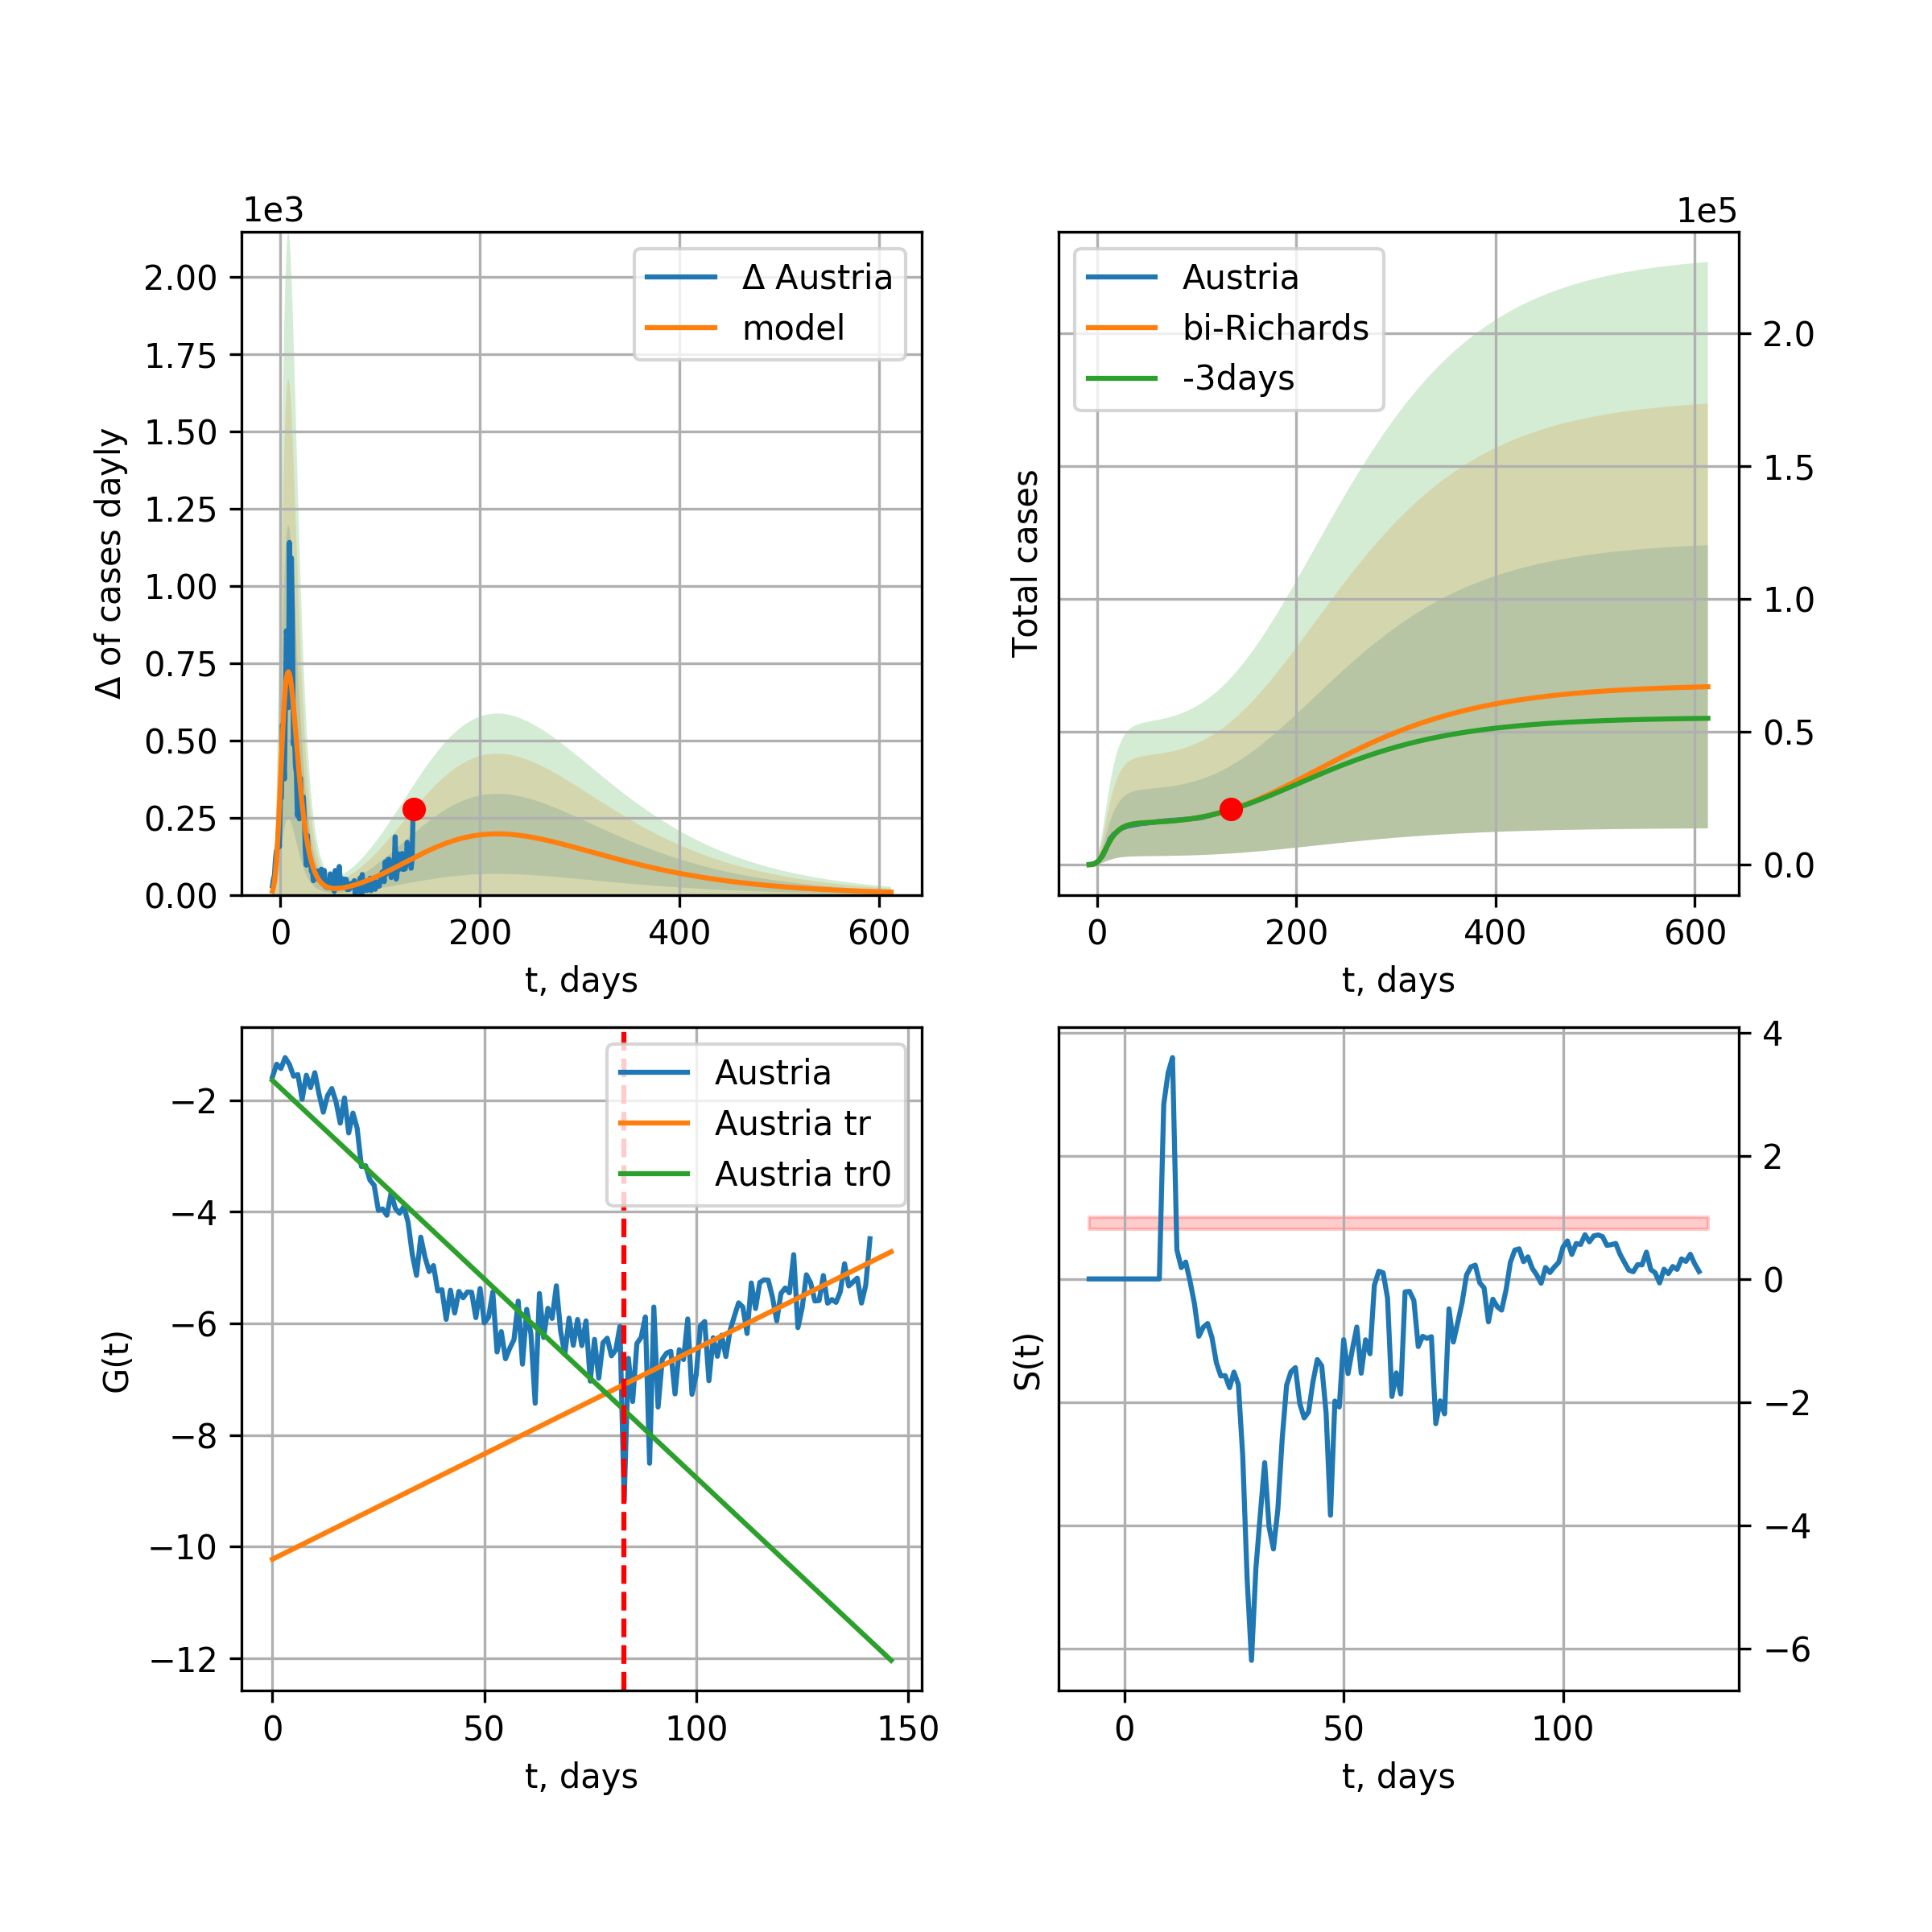 1e3
2.00
1.75
1.50
1.25
1.00
0.75
0.50
0.25
0.00
Δ of cases dayly
0 200 400 600
t, days
Δ Austria
model
1e5
2.0
1.5
1.0
0.5
0.0
Total cases
0 200 400 600
t, days
Austria
bi-Richards
-3days
−2
−4
−6
−8
−10
−12
G(t)
0 50 100 150
t, days
Austria
Austria tr
Austria tr0
4
2
0
−2
−4
−6
S(t)
0 50 100
t, days